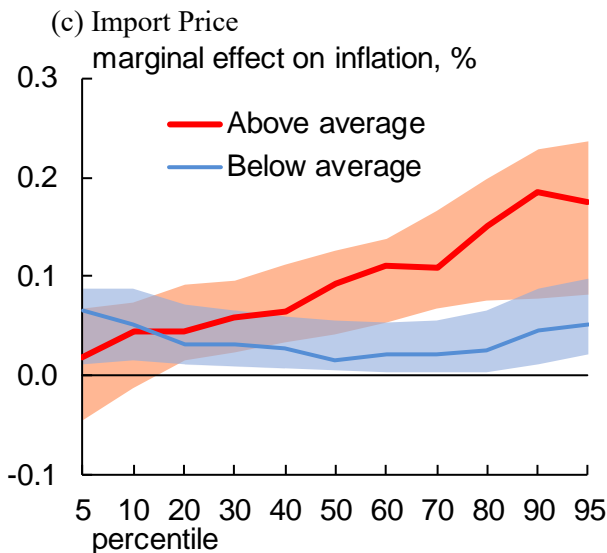 (c) Import Price
marginal effect on inflation, %
0.3
Above average
Below average
0.2
0.1
0.0
-0.1
5 10 20 30 40 50 60 70 80 90 95
percentile